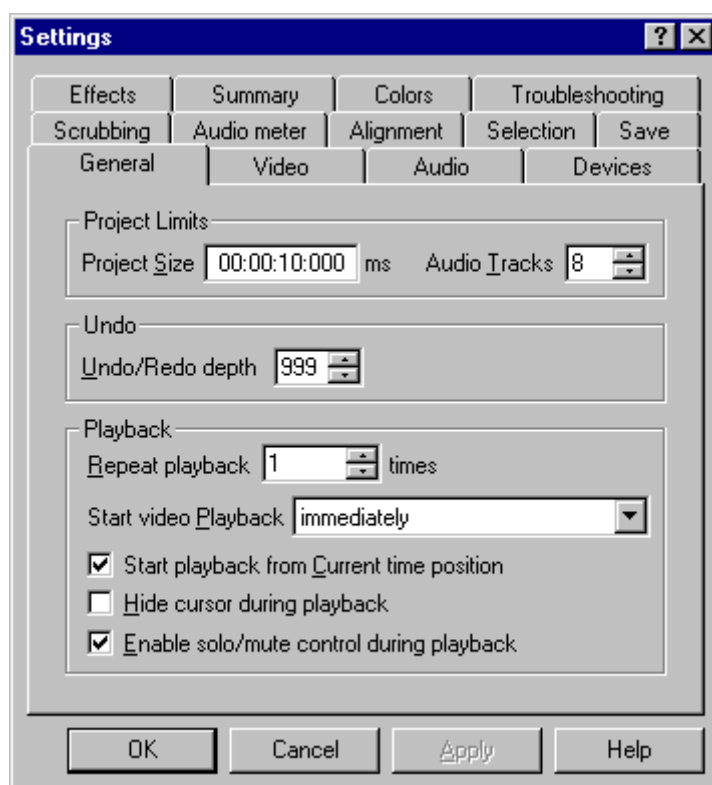 Settings
Effects Summary Colors Troubleshooting
Scrubbing Audio meter Alignment Selection Save
General Video Audio Devices
Project Limits
Project Size 00:00:10:000 ms Audio Tracks 8
Undo
Undo/Redo depth 999
Playback
Repeat playback 1 times
Start video Playback immediately
Start playback from Current time position
Hide cursor during playback
Enable solo/mute control during playback
OK Cancel Apply Help